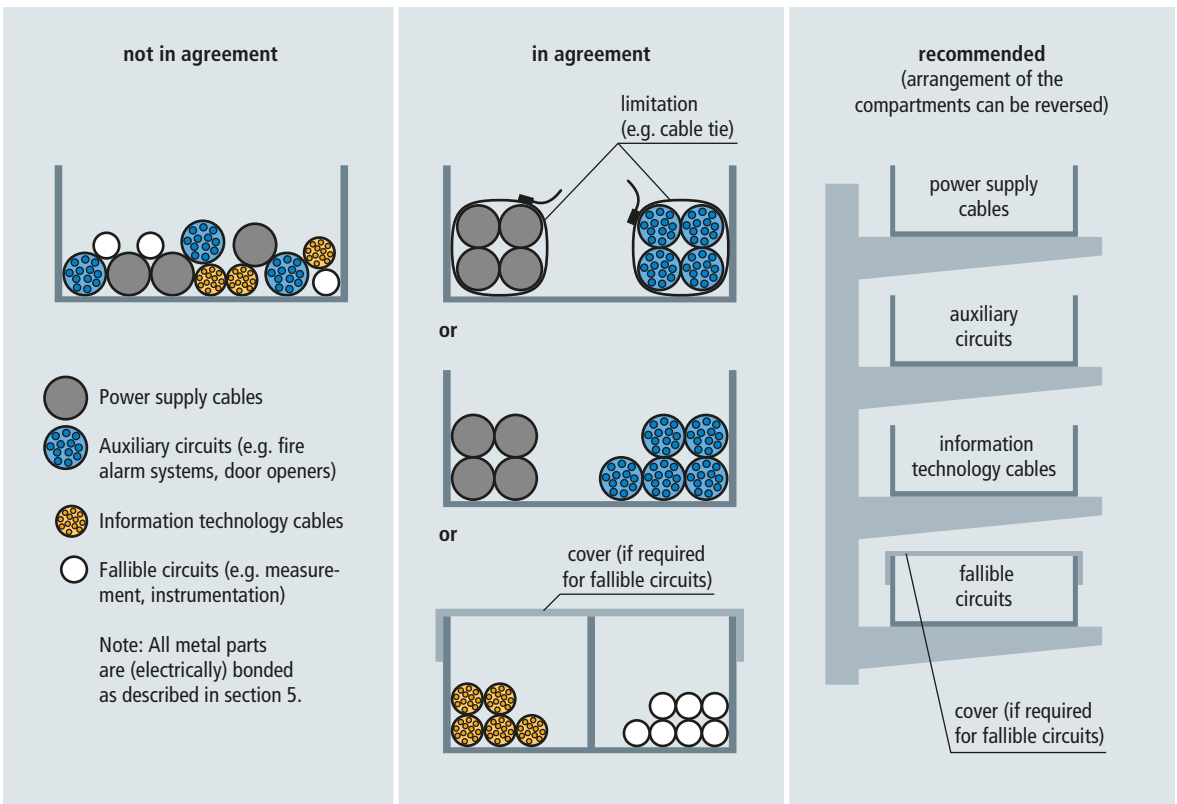 not in agreement
Power supply cables
Auxiliary circuits (e.g. fire
alarm systems, door openers)
Information technology cables
Fallible circuits (e.g. measure-
ment, instrumentation)
Note: All metal parts
are (electrically) bonded
as described in section 5.
in agreement
limitation
(e.g. cable tie)
or
or
cover (if required
for fallible circuits)
recommended
(arrangement of the
compartments can be reversed)
power supply
cables
auxiliary
circuits
information
technology cables
fallible
circuits
cover (if required
for fallible circuits)